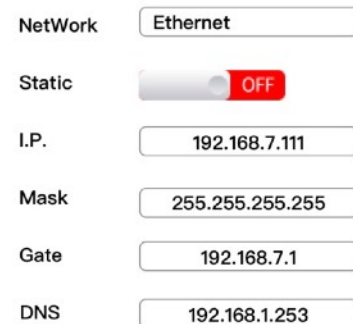 NetWork Ethernet
Static OFF
I.P. 192.168.7.111
Mask 255.255.255.255
Gate 192.168.7.1
DNS 192.168.1.253